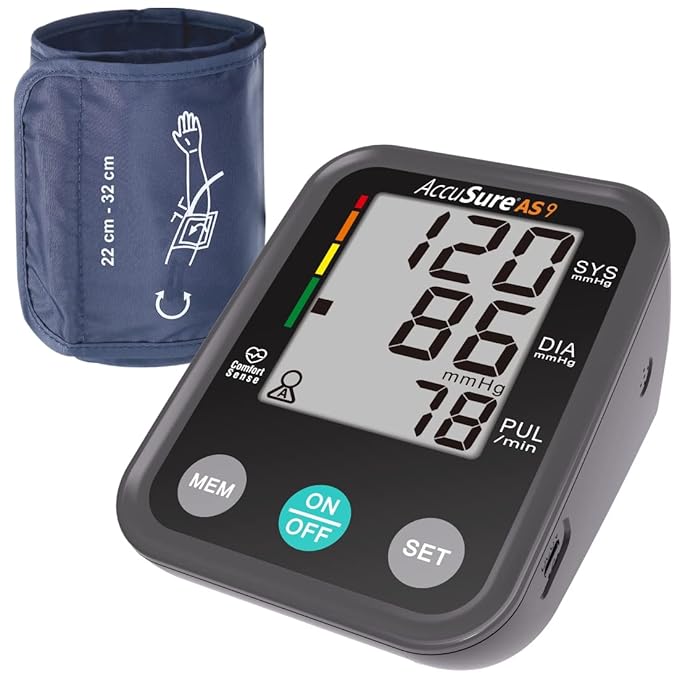 22 cm - 32 cm
AccuSure® AS 9
120 SYS mmHg
86 DIA mmHg
mmHg
Comfort Sense
A
78 PUL /min
MEM
ON
OFF
SET